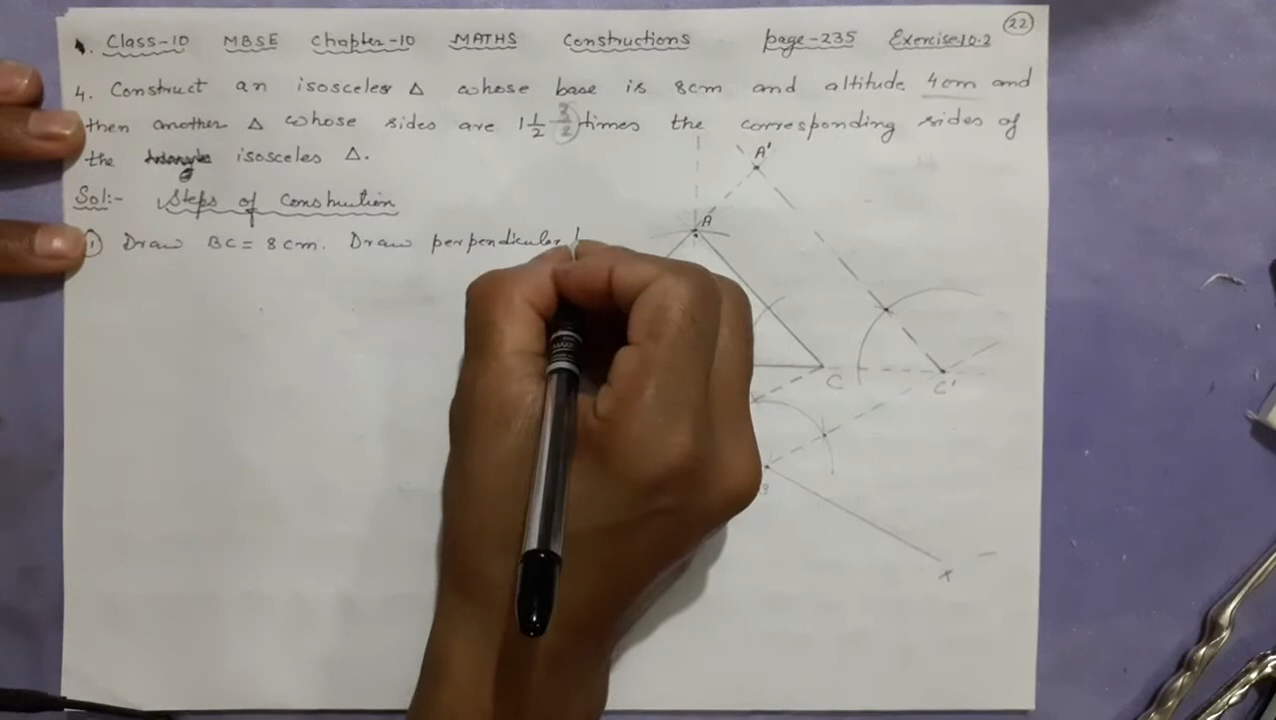 Class-10 MBSE Chapter-10 MATHS Constructions page-235 Exercise 10.2 22
4. Construct an isosceles Δ whose base is 8cm and altitude 4cm and
then another Δ whose sides are 1 1/2 3/2 times the corresponding sides of
the isosceles Δ.
Sol:- Steps of Construction
① Draw BC = 8cm. Draw perpendicular
A'
A
C
C'
X